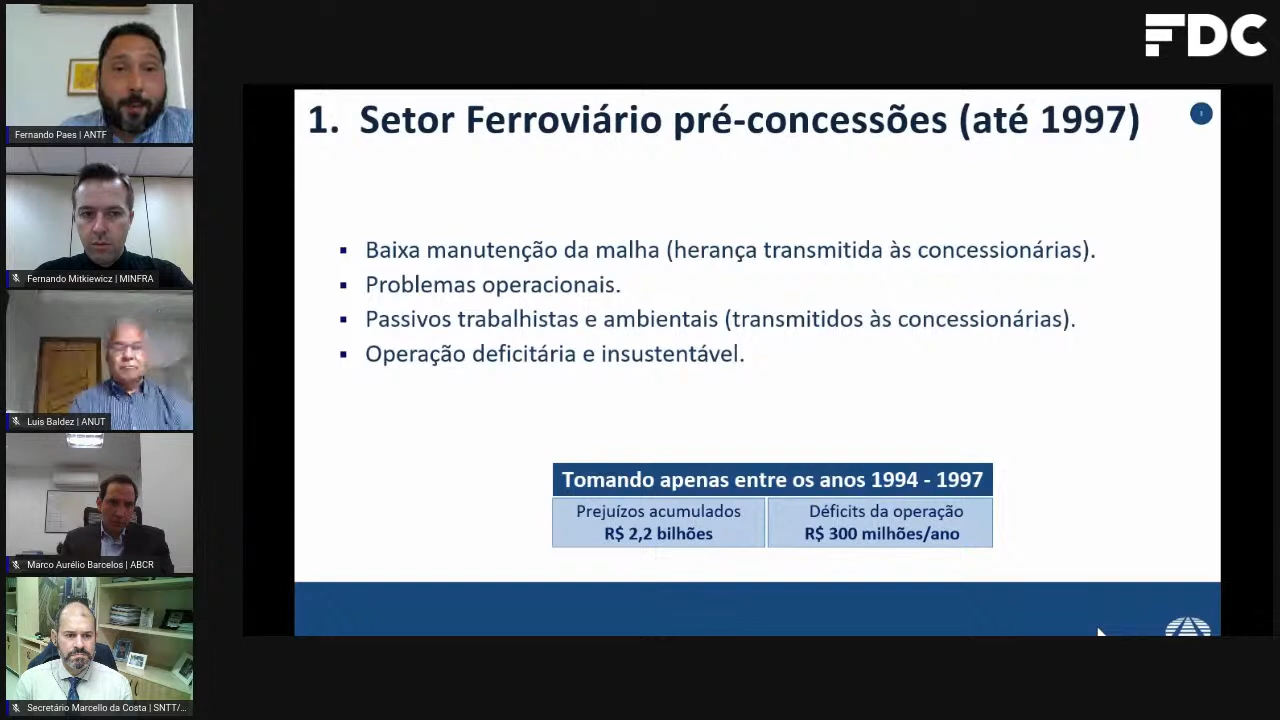 FDC
Fernando Paes | ANTF
Fernando Mitkiewicz | MINFRA
Luis Baldez | ANUT
Marco Aurélio Barcelos | ABCR
Secretário Marcello da Costa | SNTT/...
1. Setor Ferroviário pré-concessões (até 1997)
▪ Baixa manutenção da malha (herança transmitida às concessionárias).
▪ Problemas operacionais.
▪ Passivos trabalhistas e ambientais (transmitidos às concessionárias).
▪ Operação deficitária e insustentável.
Tomando apenas entre os anos 1994 - 1997
Prejuízos acumulados
R$ 2,2 bilhões
Déficits da operação
R$ 300 milhões/ano